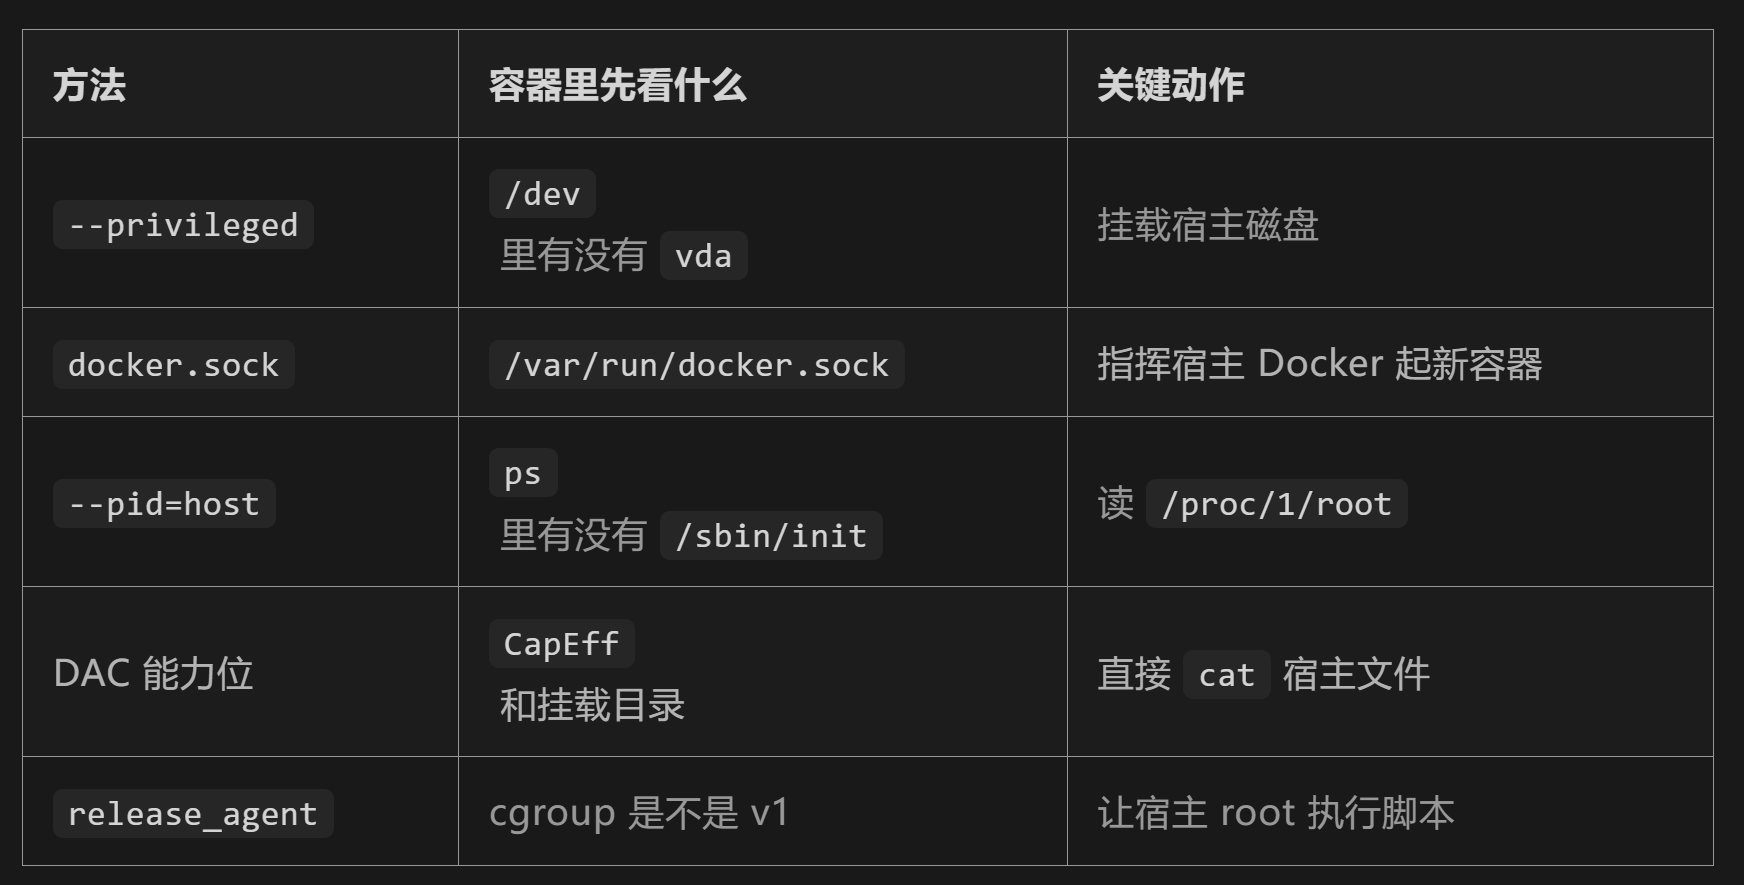 方法 容器里先看什么 关键动作
--privileged
/dev
里有没有 vda
挂载宿主磁盘
docker.sock /var/run/docker.sock 指挥宿主 Docker 起新容器
--pid=host
ps
里有没有 /sbin/init
读 /proc/1/root
DAC 能力位
CapEff
和挂载目录
直接 cat 宿主文件
release_agent cgroup 是不是 v1 让宿主 root 执行脚本